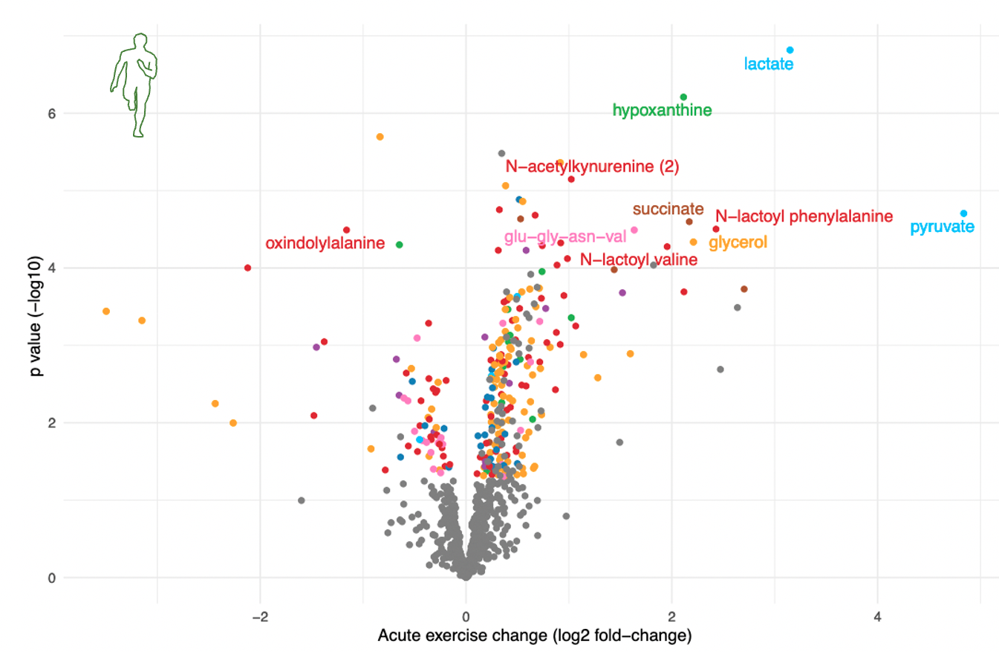 lactate
hypoxanthine
6
N−acetylkynurenine (2)
succinate
N−lactoyl phenylalanine
glu−gly−asn−val
pyruvate
oxindolylalanine
glycerol
N−lactoyl valine
4
p value (−log10)
2
0
−2
0
2
4
Acute exercise change (log2 fold−change)